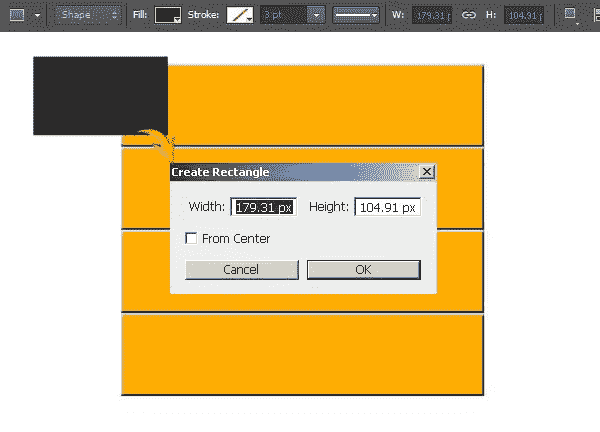 Shape Fill: Stroke: 3 pt W: 179.31 p H: 104.91 p
Create Rectangle
Width: 179.31 px Height: 104.91 px
From Center
Cancel OK